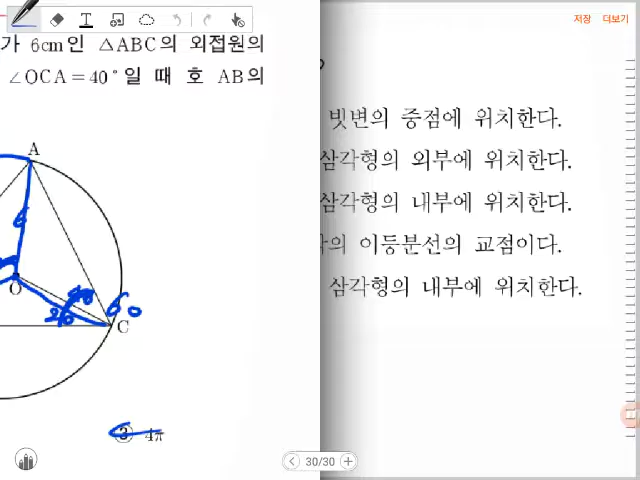 저장 더보기
가 6cm인 △ABC의 외접원의
∠OCA=40°일 때 호 AB의
A
6
O
C
40
20
60
③ 4π
빗변의 중점에 위치한다.
삼각형의 외부에 위치한다.
삼각형의 내부에 위치한다.
의 이등분선의 교점이다.
삼각형의 내부에 위치한다.
30/30